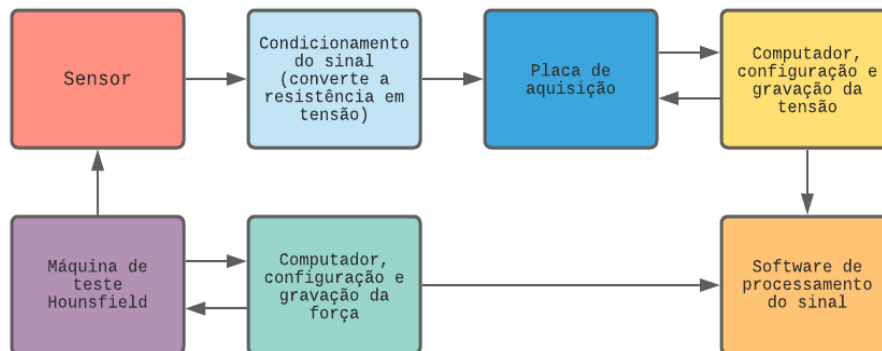 Sensor
Condicionamento
do sinal
(converte a
resistência em
tensão)
Placa de
aquisição
Computador,
configuração e
gravação da
tensão
Máquina de
teste
Hounsfield
Computador,
configuração e
gravação da
força
Software de
processamento
do sinal